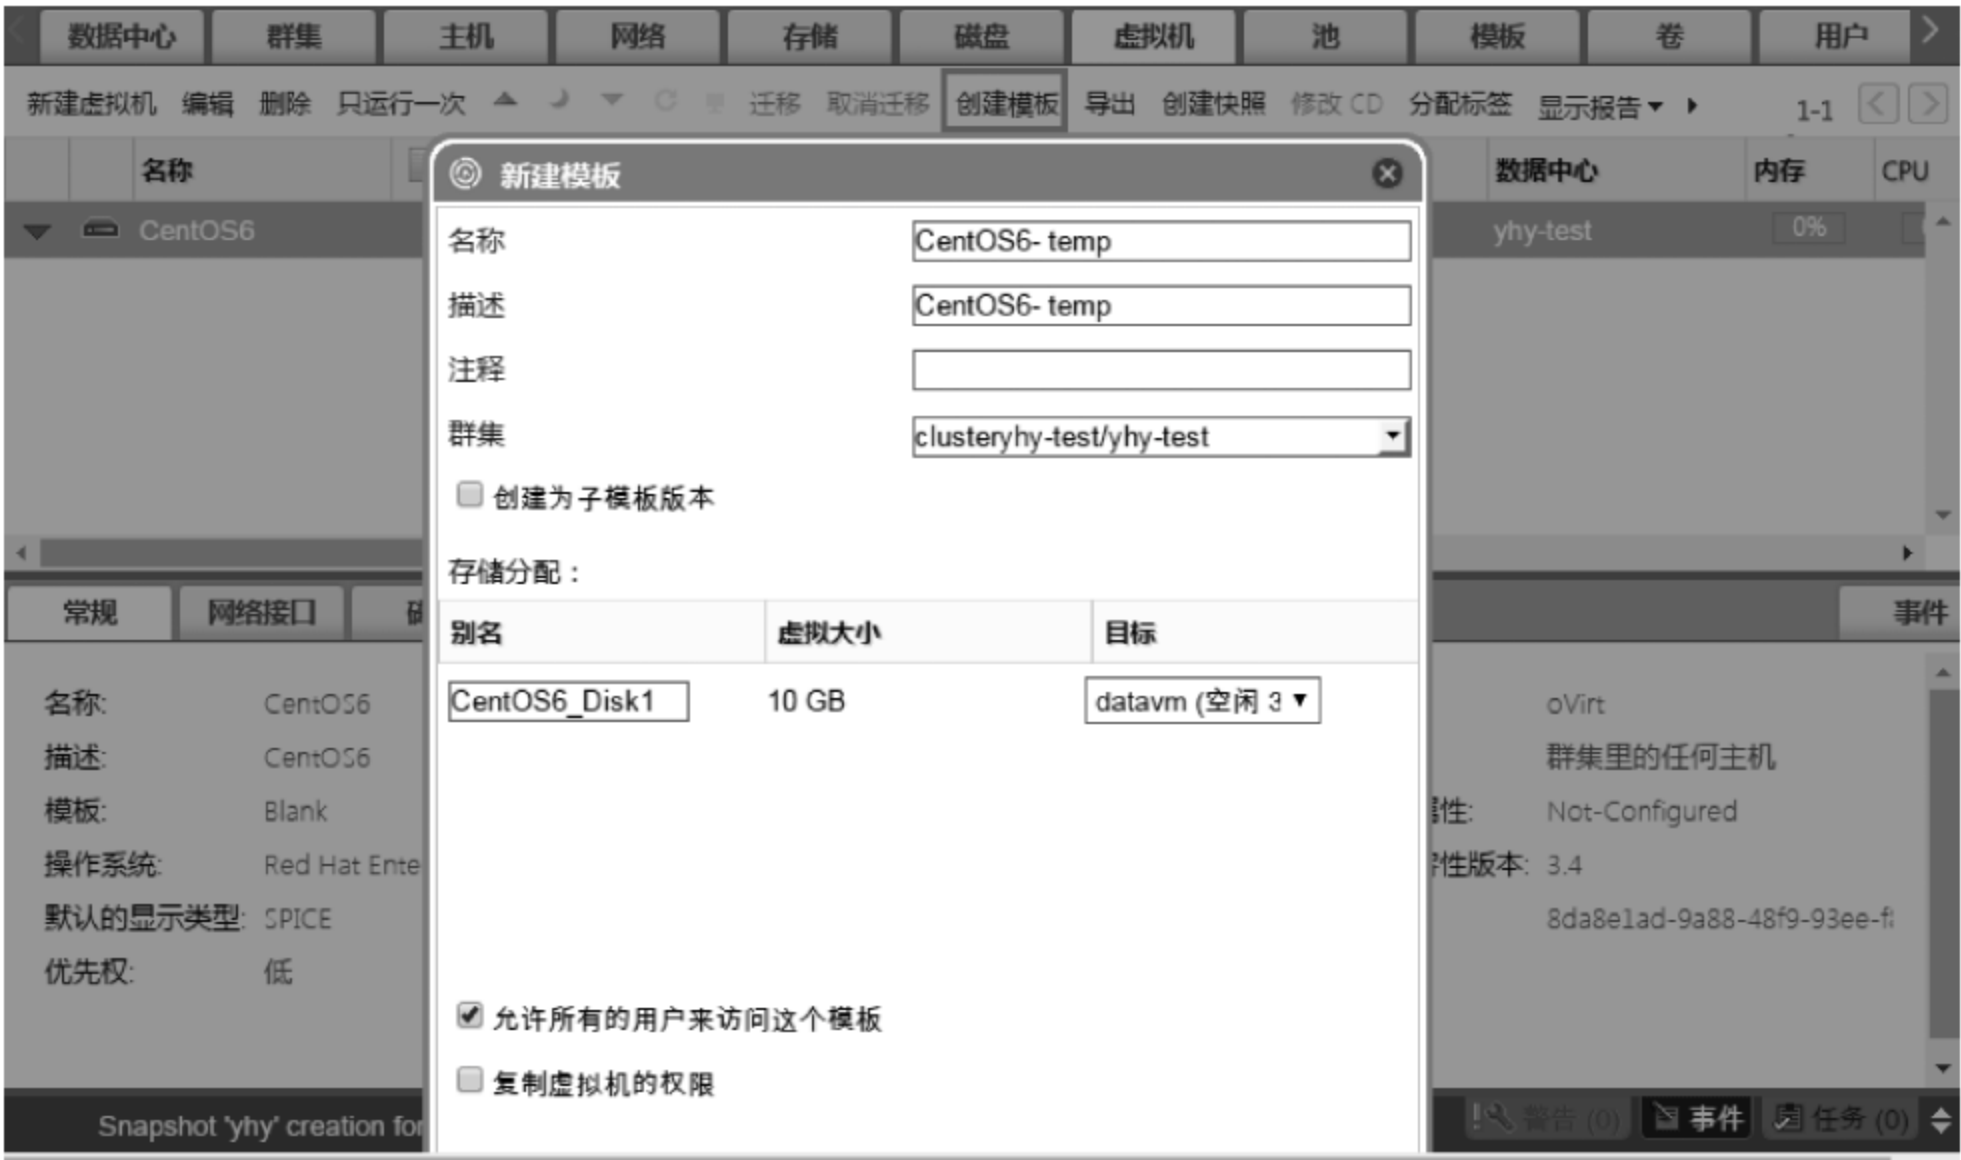 数据中心 群集 主机 网络 存储 磁盘 虚拟机 池 模板 卷 用户
新建虚拟机 编辑 删除 只运行一次 迁移 取消迁移 创建模板 导出 创建快照 修改 CD 分配标签 显示报告 1-1
名称 数据中心 内存 CPU
CentOS6 yhy-test 0%
新建模板
名称 CentOS6- temp
描述 CentOS6- temp
注释
群集 clusteryhy-test/yhy-test
创建为子模板版本
存储分配：
别名 虚拟大小 目标
CentOS6_Disk1 10 GB datavm (空闲 3
允许所有的用户来访问这个模板
复制虚拟机的权限
常规 网络接口 事件
名称: CentOS6 oVirt
描述: CentOS6 群集里的任何主机
模板: Blank 性: Not-Configured
操作系统: Red Hat Ente 性版本: 3.4
默认的显示类型: SPICE 8da8e1ad-9a88-48f9-93ee-f
优先权: 低
Snapshot 'yhy' creation for 警告 (0) 事件 任务 (0)